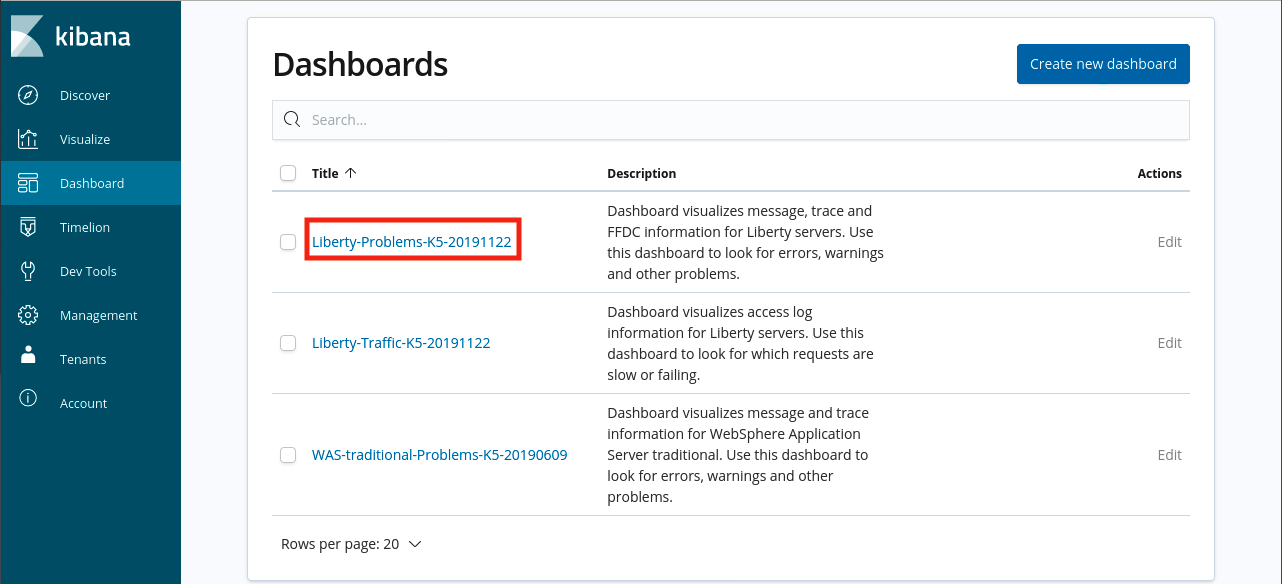 kibana
Discover
Visualize
Dashboard
Timelion
Dev Tools
Management
Tenants
Account
Dashboards
Create new dashboard
Search...
Title
Description
Actions
Liberty-Problems-K5-20191122
Dashboard visualizes message, trace and
FFDC information for Liberty servers. Use
this dashboard to look for errors, warnings
and other problems.
Edit
Liberty-Traffic-K5-20191122
Dashboard visualizes access log
information for Liberty servers. Use this
dashboard to look for which requests are
slow or failing.
Edit
WAS-traditional-Problems-K5-20190609
Dashboard visualizes message and trace
information for WebSphere Application
Server traditional. Use this dashboard to
look for errors, warnings and other
problems.
Edit
Rows per page: 20